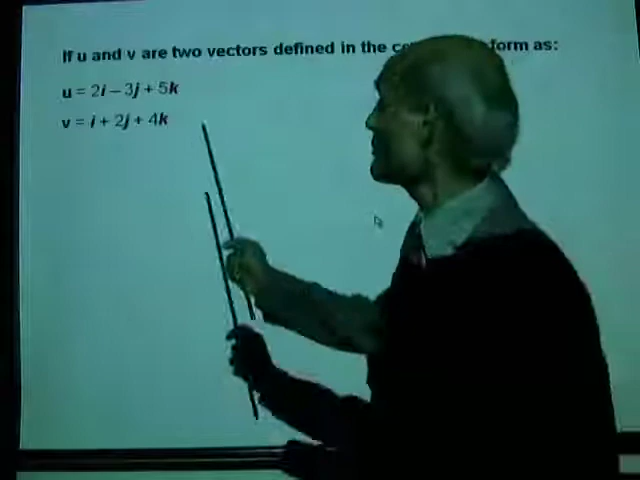 If u and v are two vectors defined in the form as:
u = 2i – 3j + 5k
v = i + 2j + 4k